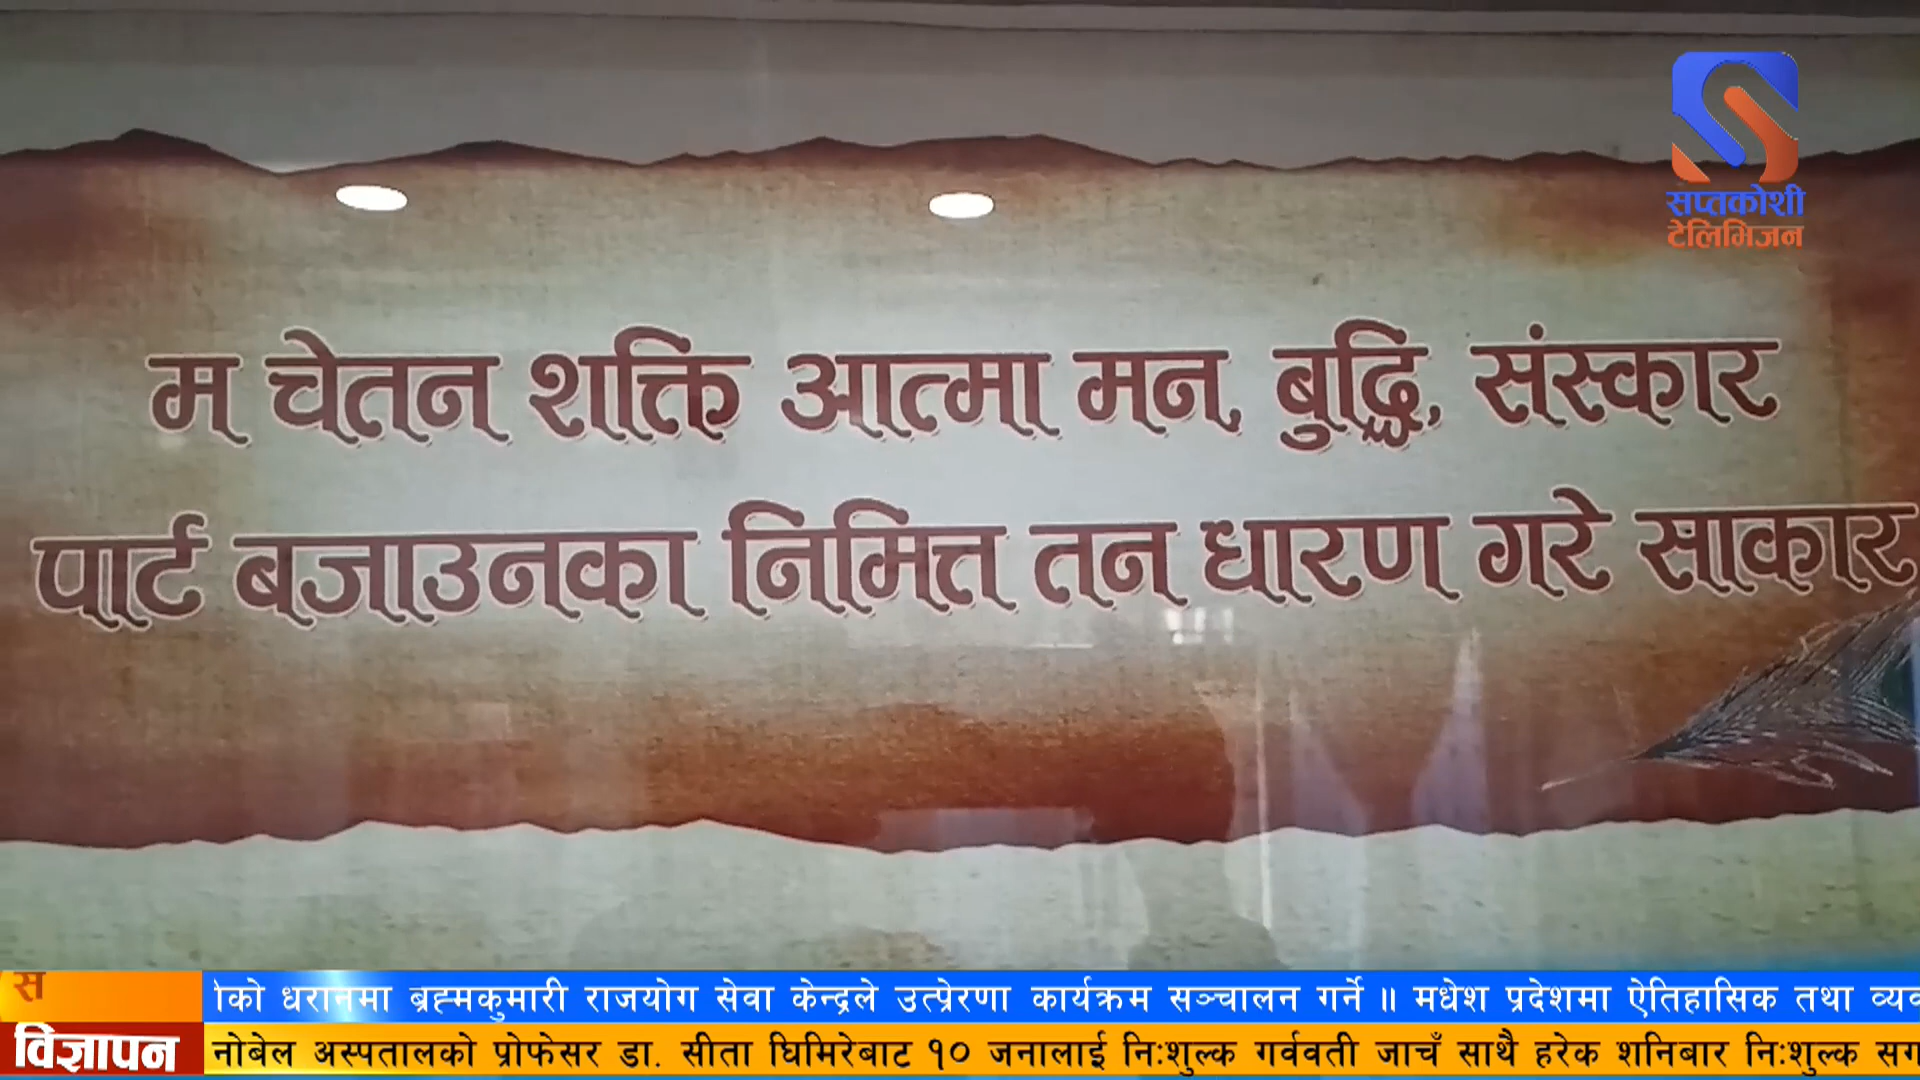 सप्तकोशी
टेलिभिजन
म चेतन शक्ति आत्मा मन, बुद्धि, संस्कार
पार्ट बजाउनका निमित्त तन धारण गरे साकार
स
धरानमा ब्रह्मकुमारी राजयोग सेवा केन्द्रले उत्प्रेरणा कार्यक्रम सञ्चालन गर्ने ॥ मधेश प्रदेशमा ऐतिहासिक तथा
विज्ञापन
नोबेल अस्पतालको प्रोफेसर डा. सीता घिमिरेबाट १० जनालाई निःशुल्क गर्ववती जाचँ साथै हरेक शनिबार निःशुल्क